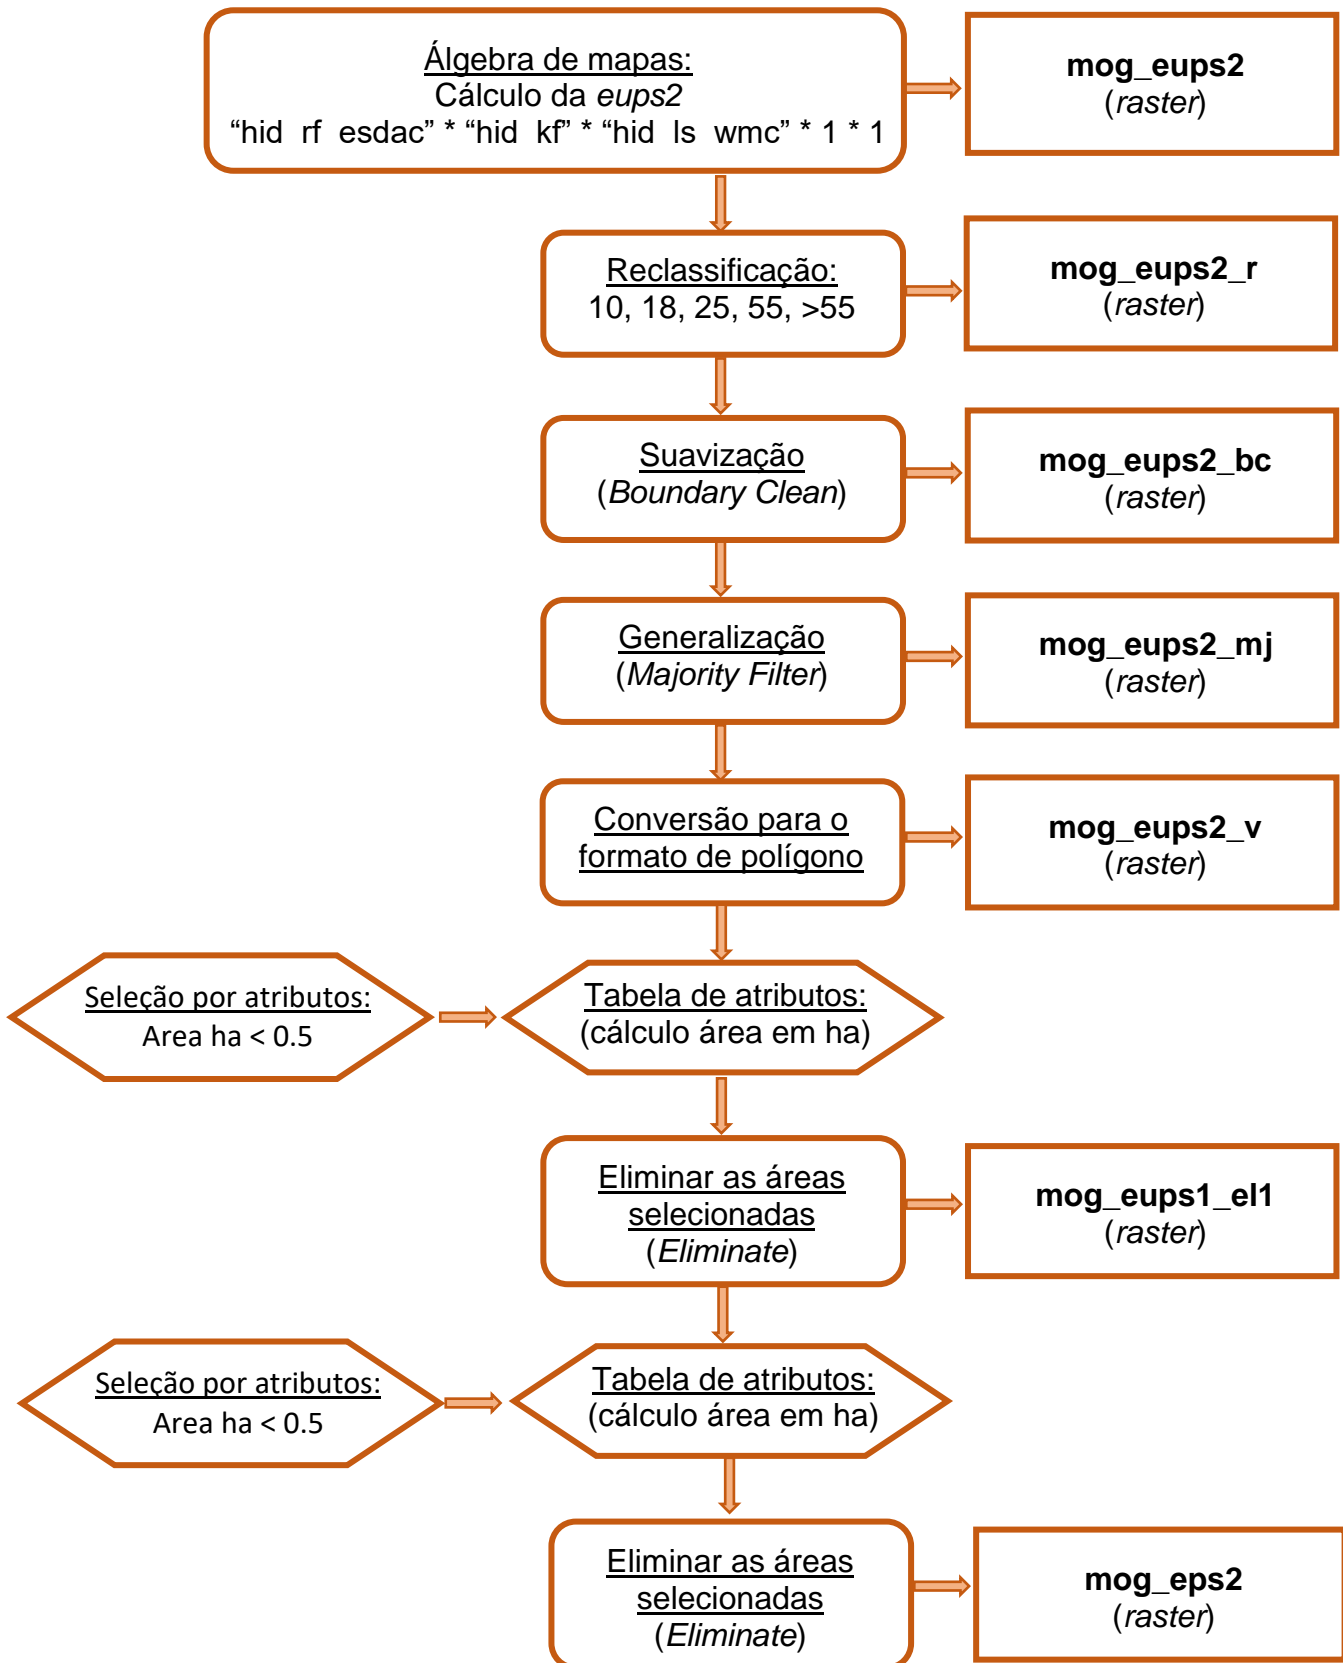 Álgebra de mapas:
Cálculo da eups2
“hid rf esdac” * “hid kf” * “hid ls wmc” * 1 * 1
mog_eups2
(raster)
Reclassificação:
10, 18, 25, 55, >55
mog_eups2_r
(raster)
Suavização
(Boundary Clean)
mog_eups2_bc
(raster)
Generalização
(Majority Filter)
mog_eups2_mj
(raster)
Conversão para o
formato de polígono
mog_eups2_v
(raster)
Seleção por atributos:
Area ha < 0.5
Tabela de atributos:
(cálculo área em ha)
Eliminar as áreas
selecionadas
(Eliminate)
mog_eups1_el1
(raster)
Seleção por atributos:
Area ha < 0.5
Tabela de atributos:
(cálculo área em ha)
Eliminar as áreas
selecionadas
(Eliminate)
mog_eps2
(raster)